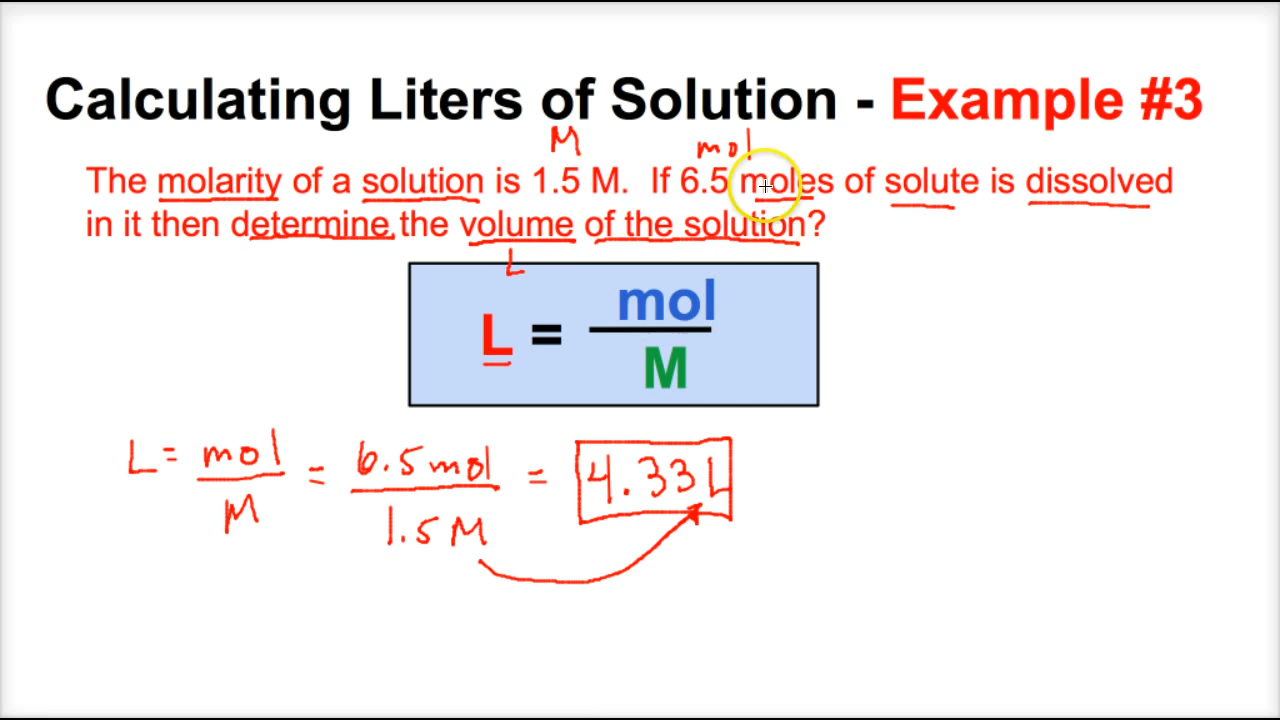 Calculating Liters of Solution - Example #3
M mol
The molarity of a solution is 1.5 M. If 6.5 moles of solute is dissolved
in it then determine the volume of the solution?
L
L = mol
M
L = mol = 6.5 mol = 4.33 L
M 1.5 M